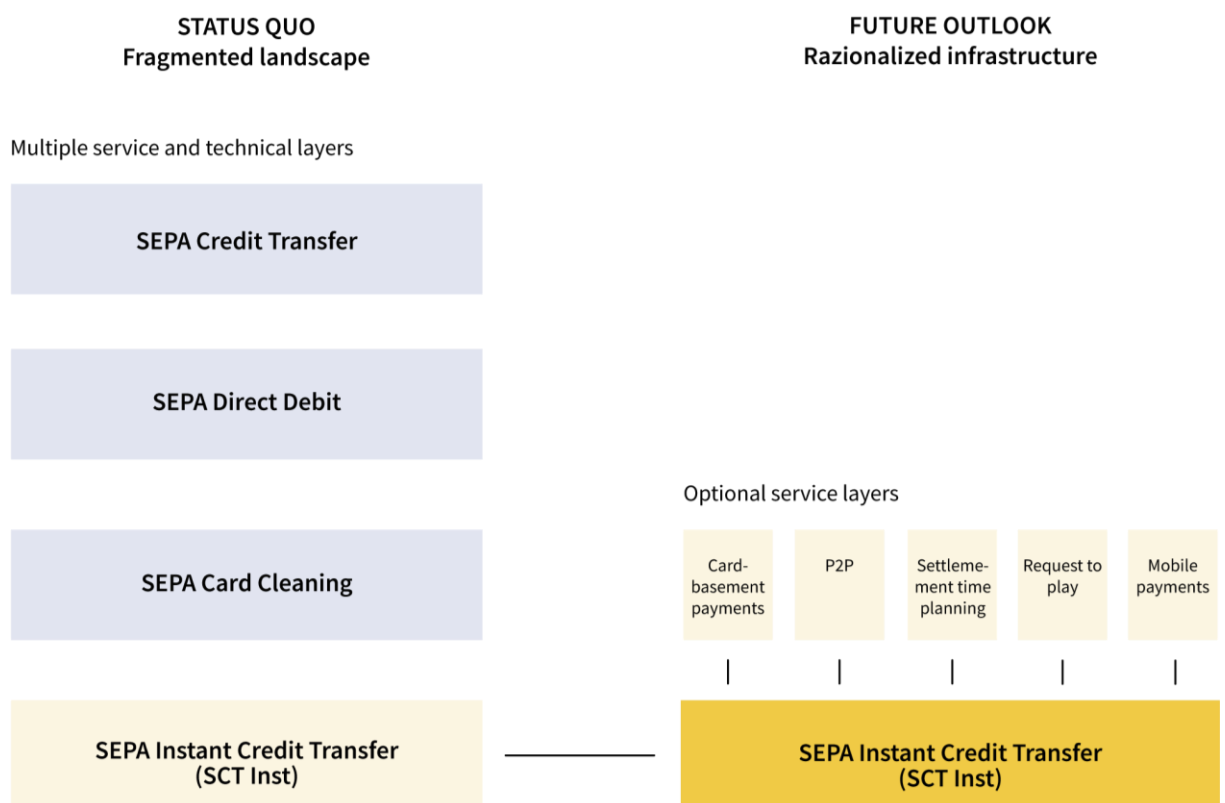 STATUS QUO
Fragmented landscape
Multiple service and technical layers
SEPA Credit Transfer
SEPA Direct Debit
SEPA Card Cleaning
SEPA Instant Credit Transfer
(SCT Inst)
FUTURE OUTLOOK
Razionalized infrastructure
Optional service layers
Card-
basement
payments
P2P
Settleme-
ment time
planning
Request to
play
Mobile
payments
SEPA Instant Credit Transfer
(SCT Inst)